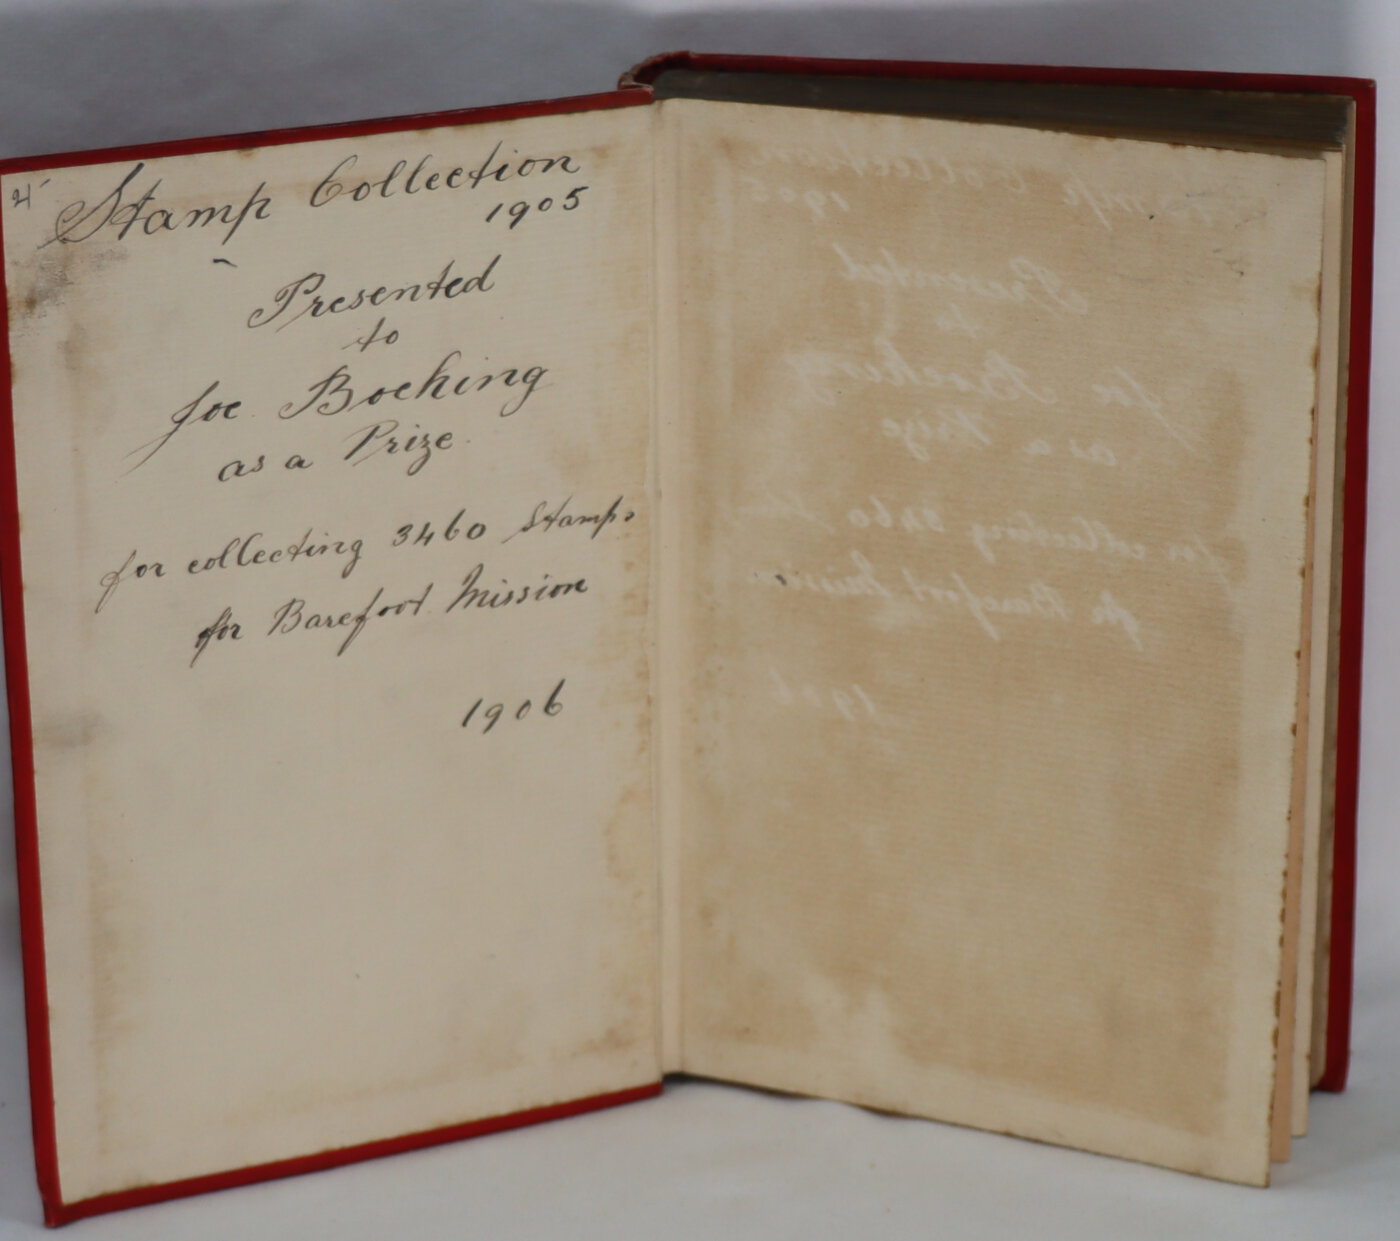 Stamp Collection
1905
Presented
to
Joe Bocking
as a Prize
for collecting 3460 Stamps
for Barefoot Mission
1906